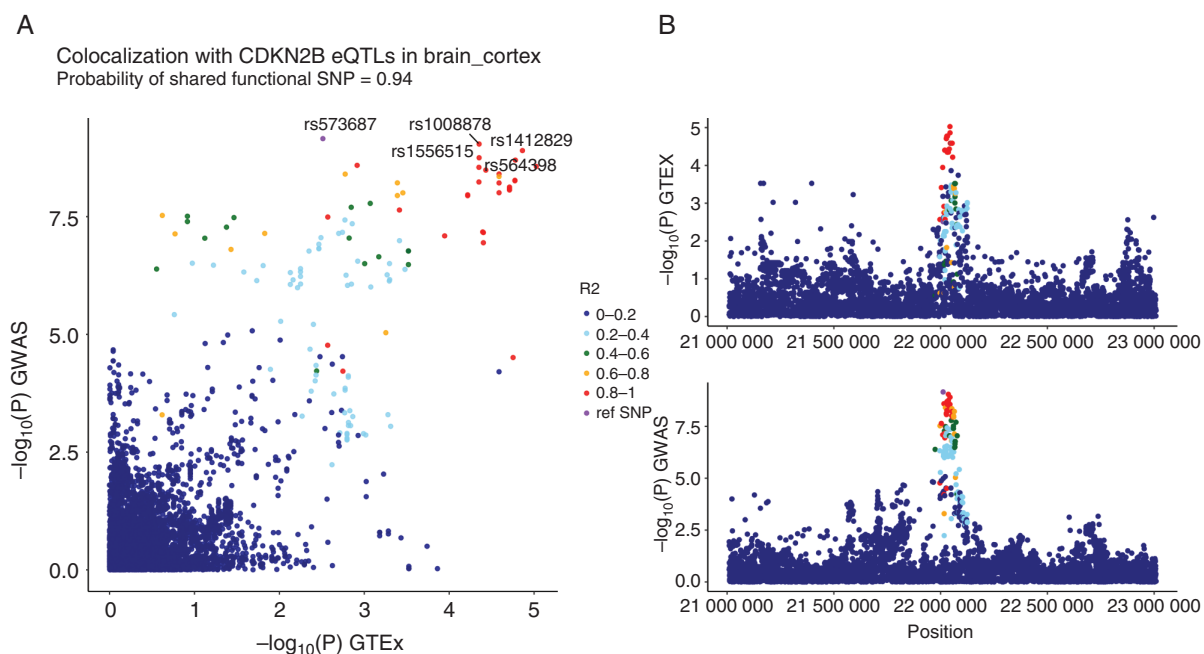 A
Colocalization with CDKN2B eQTLs in brain_cortex
Probability of shared functional SNP = 0.94
rs573687
rs1008878
rs1412829
rs1556515
rs564398
7.5
5.0
2.5
0.0
−log10(P) GWAS
0 1 2 3 4 5
−log10(P) GTEx
R2
0–0.2
0.2–0.4
0.4–0.6
0.6–0.8
0.8–1
ref SNP
B
5
4
3
2
1
0
−log10(P) GTEX
21 000 000 21 500 000 22 000 000 22 500 000 23 000 000
7.5
5.0
2.5
0.0
−log10(P) GWAS
21 000 000 21 500 000 22 000 000 22 500 000 23 000 000
Position